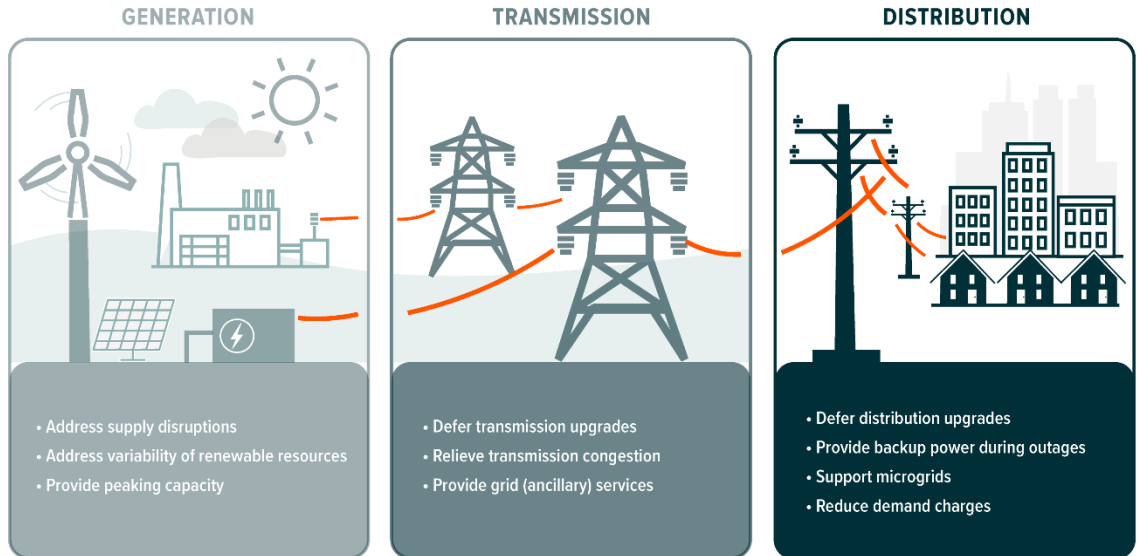 GENERATION
• Address supply disruptions
• Address variability of renewable resources
• Provide peaking capacity
TRANSMISSION
• Defer transmission upgrades
• Relieve transmission congestion
• Provide grid (ancillary) services
DISTRIBUTION
• Defer distribution upgrades
• Provide backup power during outages
• Support microgrids
• Reduce demand charges